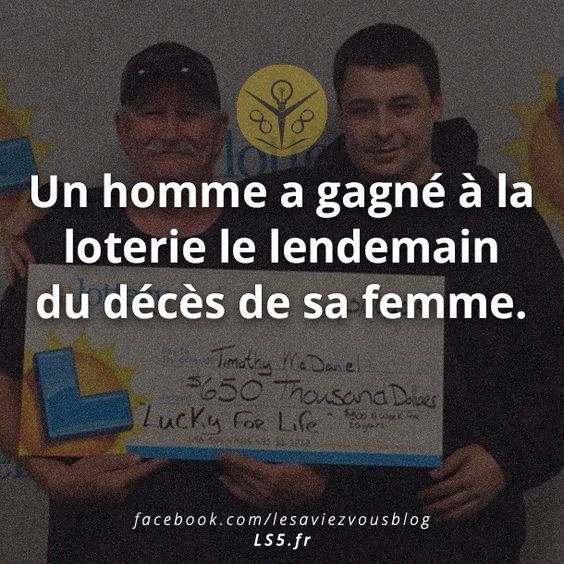 Un homme a gagné à la
loterie le lendemain
du décès de sa femme.
Timothy McDaniel
$650 Thousand Dollars
"Lucky For Life"
facebook.com/lesaviezvousblog
LS5.fr